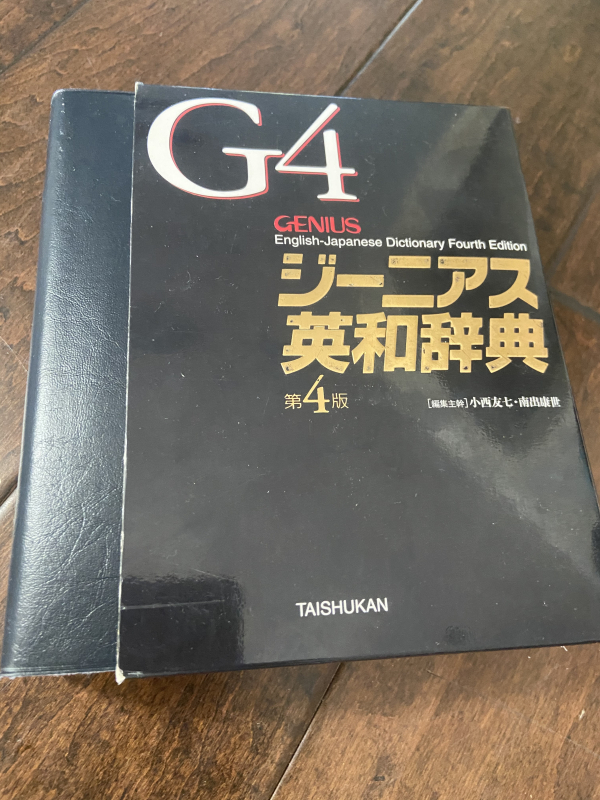 G4
GENIUS
English-Japanese Dictionary Fourth Edition
ジーニアス
英和辞典
第4版
[編集主幹]小西友七・南出康世
TAISHUKAN